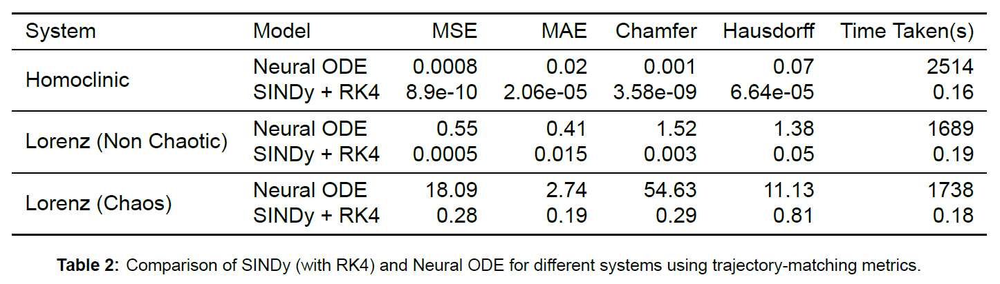 System Model MSE MAE Chamfer Hausdorff Time Taken(s)
Homoclinic
Neural ODE 0.0008 0.02 0.001 0.07 2514
SINDy + RK4 8.9e-10 2.06e-05 3.58e-09 6.64e-05 0.16
Lorenz (Non Chaotic)
Neural ODE 0.55 0.41 1.52 1.38 1689
SINDy + RK4 0.0005 0.015 0.003 0.05 0.19
Lorenz (Chaos)
Neural ODE 18.09 2.74 54.63 11.13 1738
SINDy + RK4 0.28 0.19 0.29 0.81 0.18
Table 2: Comparison of SINDy (with RK4) and Neural ODE for different systems using trajectory-matching metrics.